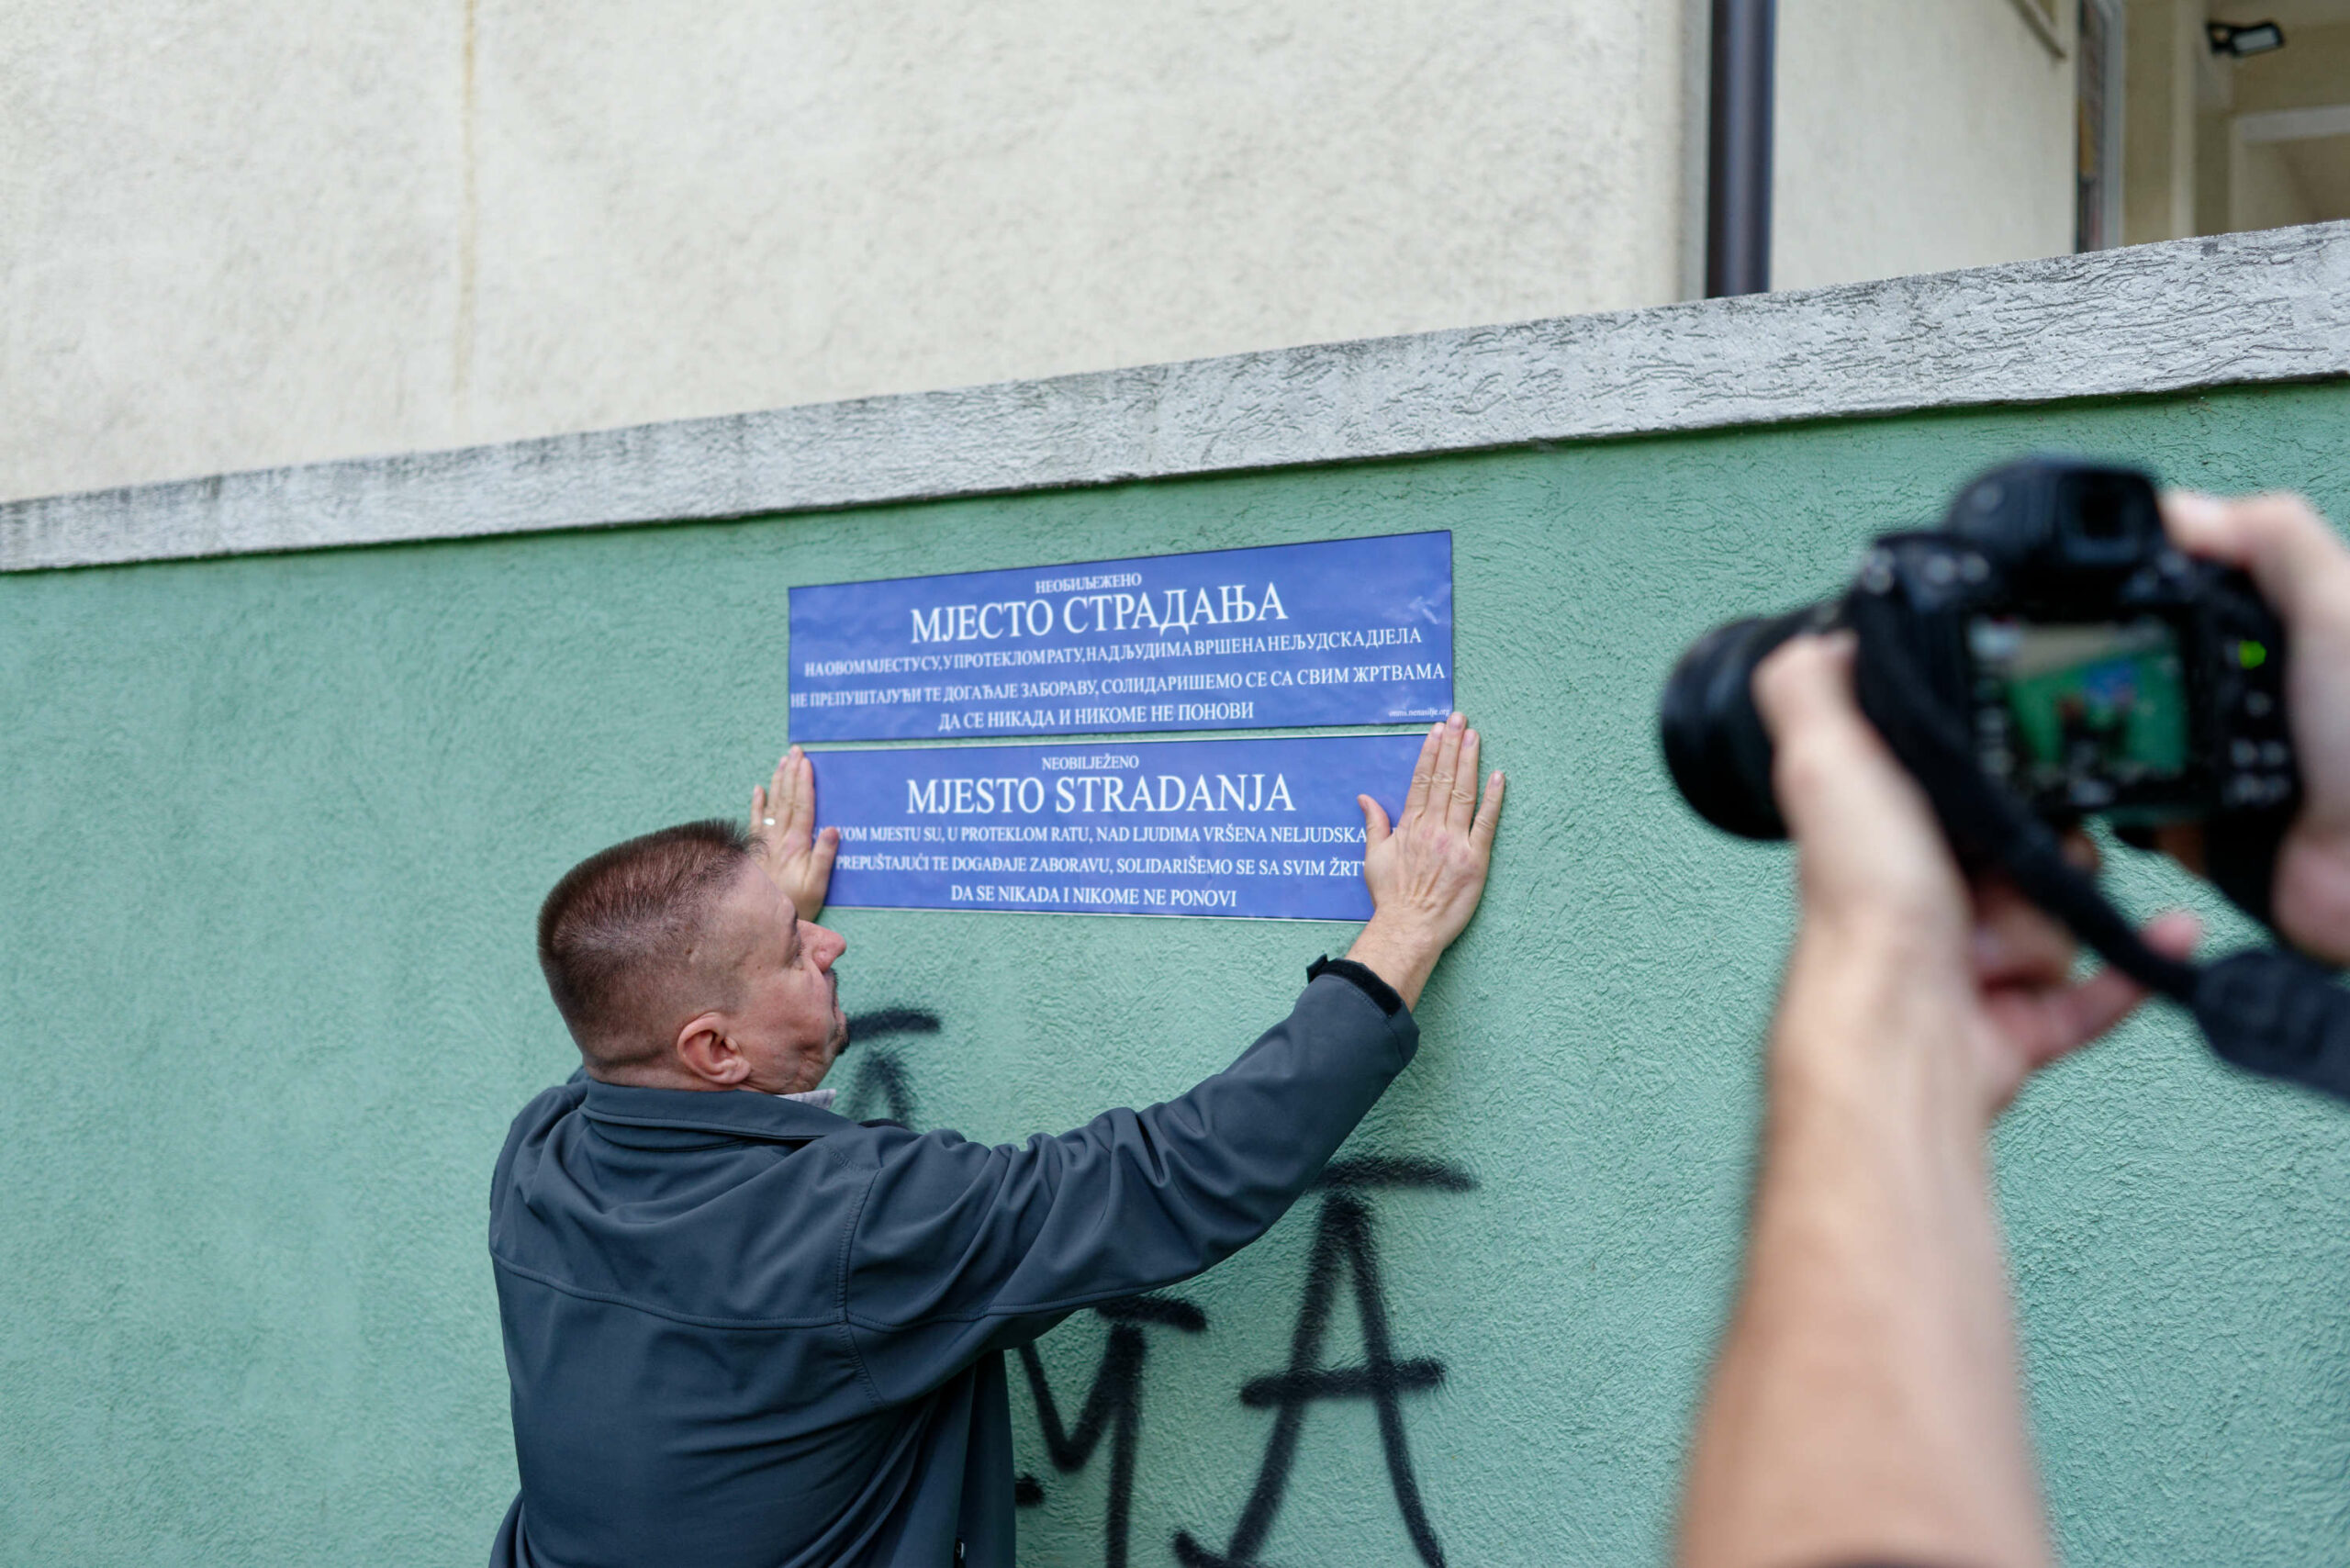 НЕОБИЉЕЖЕНО
МЈЕСТО СТРАДАЊА
НА ОВОМ МЈЕСТУ СУ, У ПРОТЕКЛОМ РАТУ, НАД ЉУДИМА ВРШЕНА НЕЉУДСКА ДЈЕЛА
НЕ ПРЕПУШТАЈУЋИ ТЕ ДОГАЂАЈЕ ЗАБОРАВУ, СОЛИДАРИШЕМО СЕ СА СВИМ ЖРТВАМА
ДА СЕ НИКАДА И НИКОМЕ НЕ ПОНОВИ
NEOBILJEŽENO
MJESTO STRADANJA
MJESTU SU, U PROTEKLOM RATU, NAD LJUDIMA VRŠENA NELJUDSKA
PREPUŠTAJUĆI TE DOGAĐAJE ZABORAVU, SOLIDARIŠEMO SE SA SVIM
DA SE NIKADA I NIKOME NE PONOVI